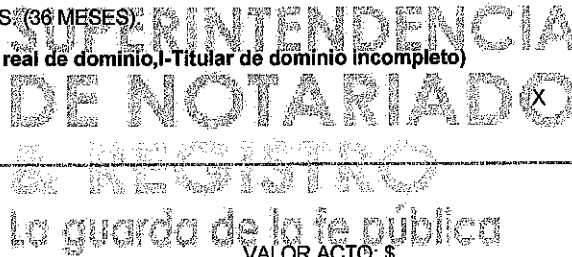 S. (36 MESES).
SUPERINTENDENCIA
real de dominio,I-Titular de dominio incompleto)
DE NOTARIADO
X
& REGISTRO
La guarda de la fe pública
VALOR ACTO: $